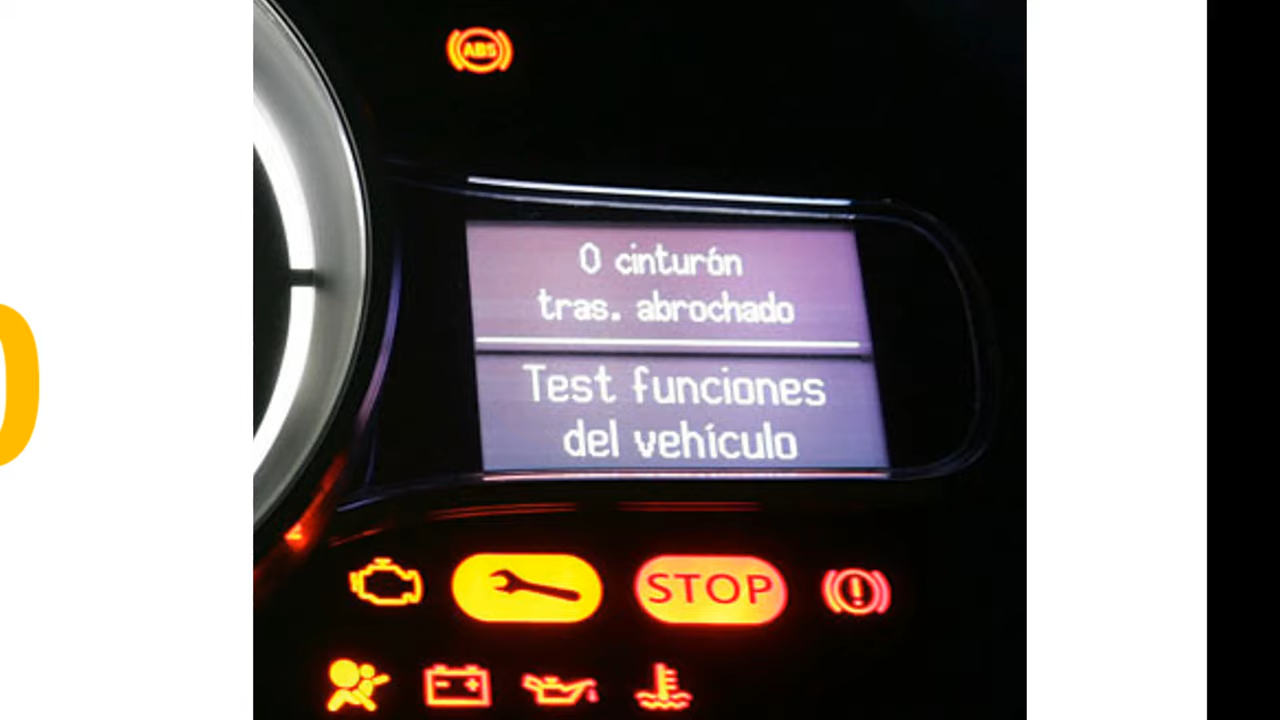 ABS
0 cinturón
tras. abrochado
Test funciones
del vehículo
STOP